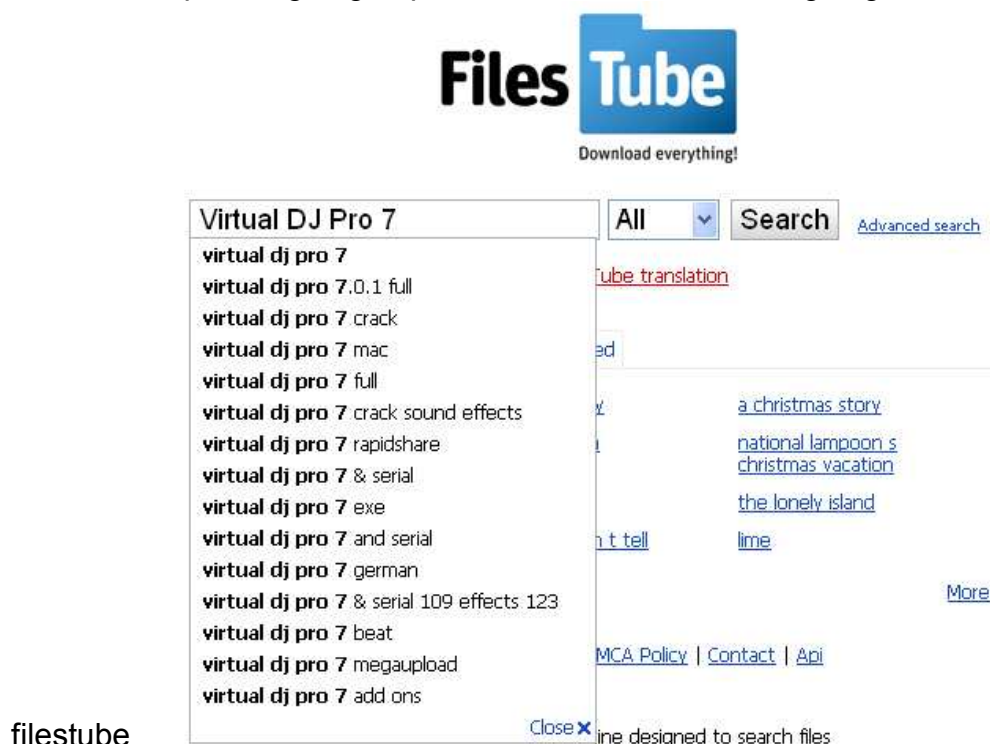 Files Tube
Download everything!
Virtual DJ Pro 7 All Search Advanced search
virtual dj pro 7
virtual dj pro 7.0.1 full
Tube translation
virtual dj pro 7 crack
virtual dj pro 7 mac
ed
virtual dj pro 7 full
virtual dj pro 7 crack sound effects
a christmas story
virtual dj pro 7 rapidshare
national lampoon s
christmas vacation
virtual dj pro 7 & serial
virtual dj pro 7 exe
the lonely island
virtual dj pro 7 and serial
t tell
lime
virtual dj pro 7 german
virtual dj pro 7 & serial 109 effects 123
More
virtual dj pro 7 beat
virtual dj pro 7 megaupload
MCA Policy | Contact | Api
virtual dj pro 7 add ons
Close x
ine designed to search files
filestube